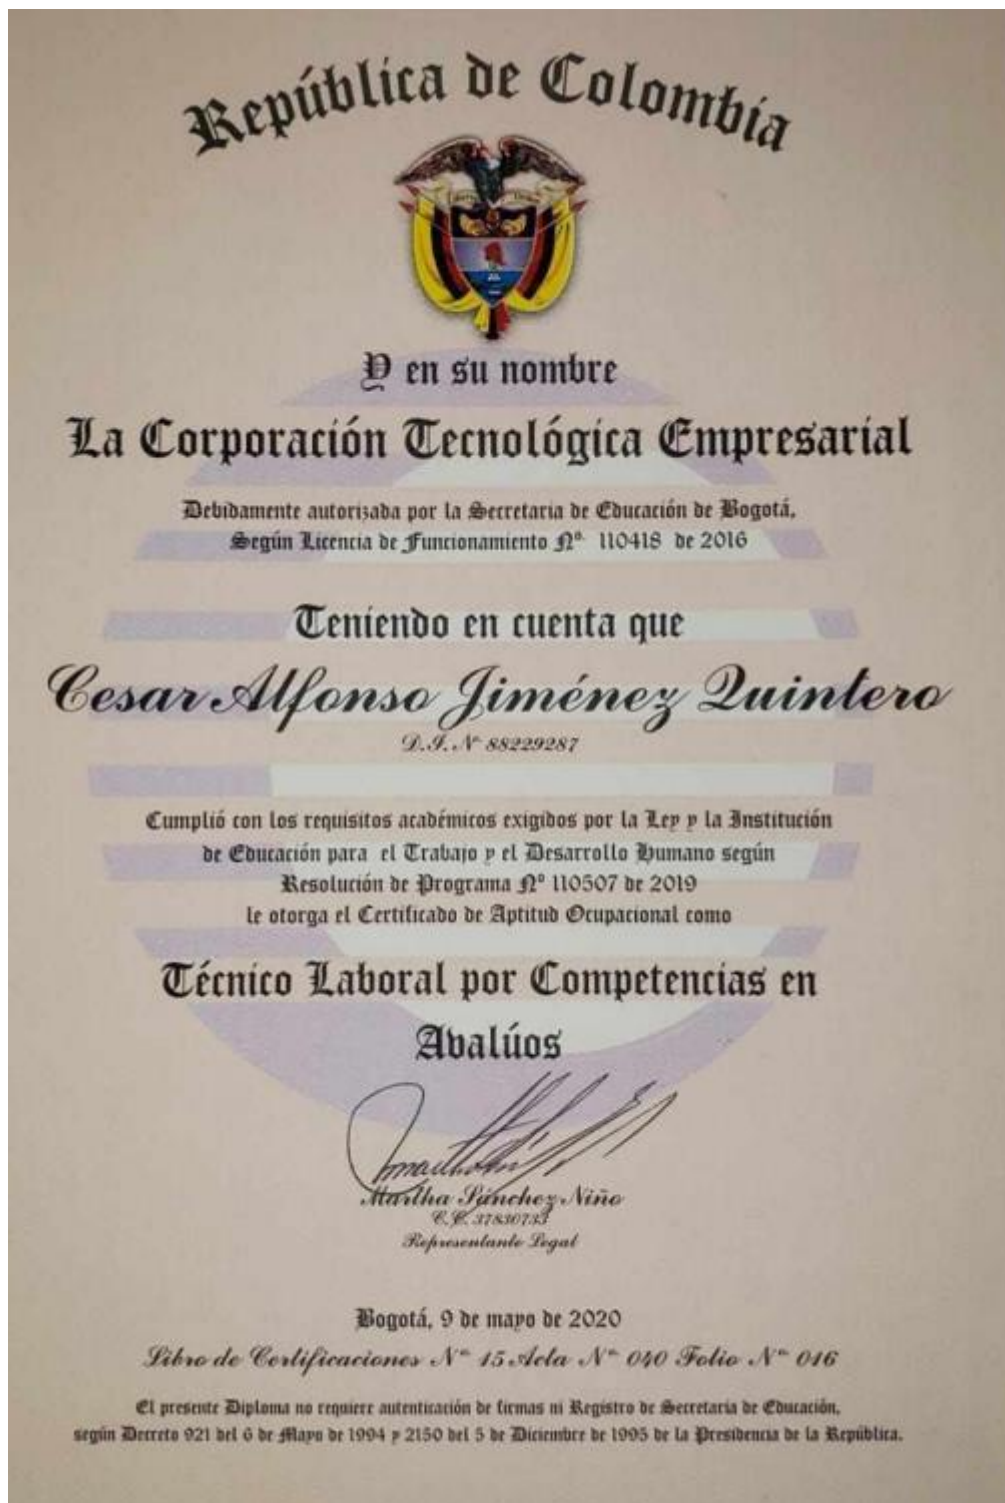 República de Colombia
Y en su nombre
La Corporación Tecnológica Empresarial
Debidamente autorizada por la Secretaria de Educación de Bogotá,
Según Licencia de Funcionamiento Nº. 110418 de 2016
Teniendo en cuenta que
Cesar Alfonso Jiménez Quintero
D.I. Nº 88229287
Cumplió con los requisitos académicos exigidos por la Ley y la Institución
de Educación para el Trabajo y el Desarrollo Humano según
Resolución de Programa Nº 110507 de 2019
le otorga el Certificado de Aptitud Ocupacional como
Técnico Laboral por Competencias en
Avalúos
Martha Sánchez Niño
C.C. 37830733
Representante Legal
Bogotá, 9 de mayo de 2020
Libro de Certificaciones Nº 15 Acta Nº 040 Folio Nº 016
El presente Diploma no requiere autenticación de firmas ni Registro de Secretaria de Educación,
según Decreto 921 del 6 de Mayo de 1994 y 2150 del 5 de Diciembre de 1995 de la Presidencia de la República.